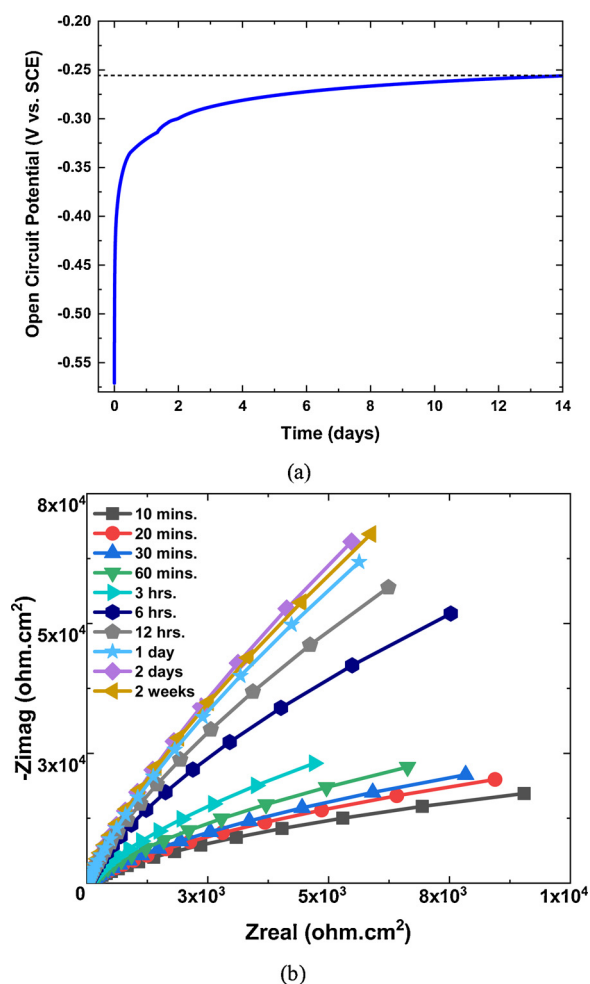 -0.20
-0.25
-0.30
-0.35
-0.40
-0.45
-0.50
-0.55
Open Circuit Potential (V vs. SCE)
0 2 4 6 8 10 12 14
Time (days)
(a)
8x10⁴
5x10⁴
3x10⁴
-Zimag (ohm.cm²)
10 mins.
20 mins.
30 mins.
60 mins.
3 hrs.
6 hrs.
12 hrs.
1 day
2 days
2 weeks
0 3x10³ 5x10³ 8x10³ 1x10⁴
Zreal (ohm.cm²)
(b)